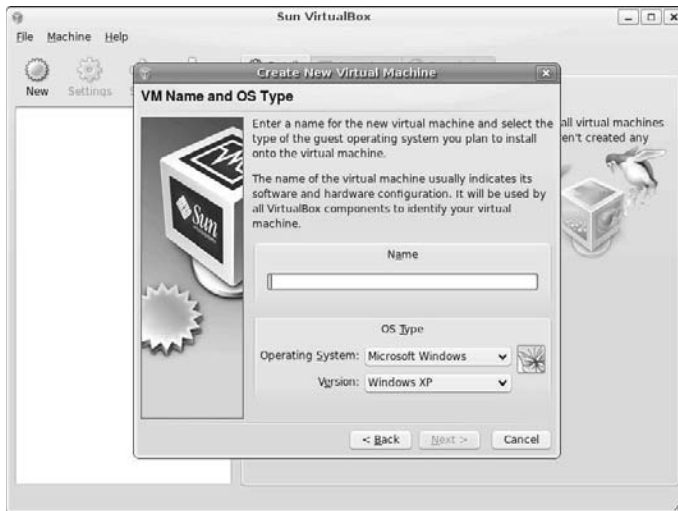 Sun VirtualBox
File Machine Help
New Settings
Create New Virtual Machine
VM Name and OS Type
Enter a name for the new virtual machine and select the
type of the guest operating system you plan to install
onto the virtual machine.
The name of the virtual machine usually indicates its
software and hardware configuration. It will be used by
all VirtualBox components to identify your virtual
machine.
all virtual machines
en't created any
Sun
Name
OS Type
Operating System: Microsoft Windows
Version: Windows XP
< Back Next > Cancel